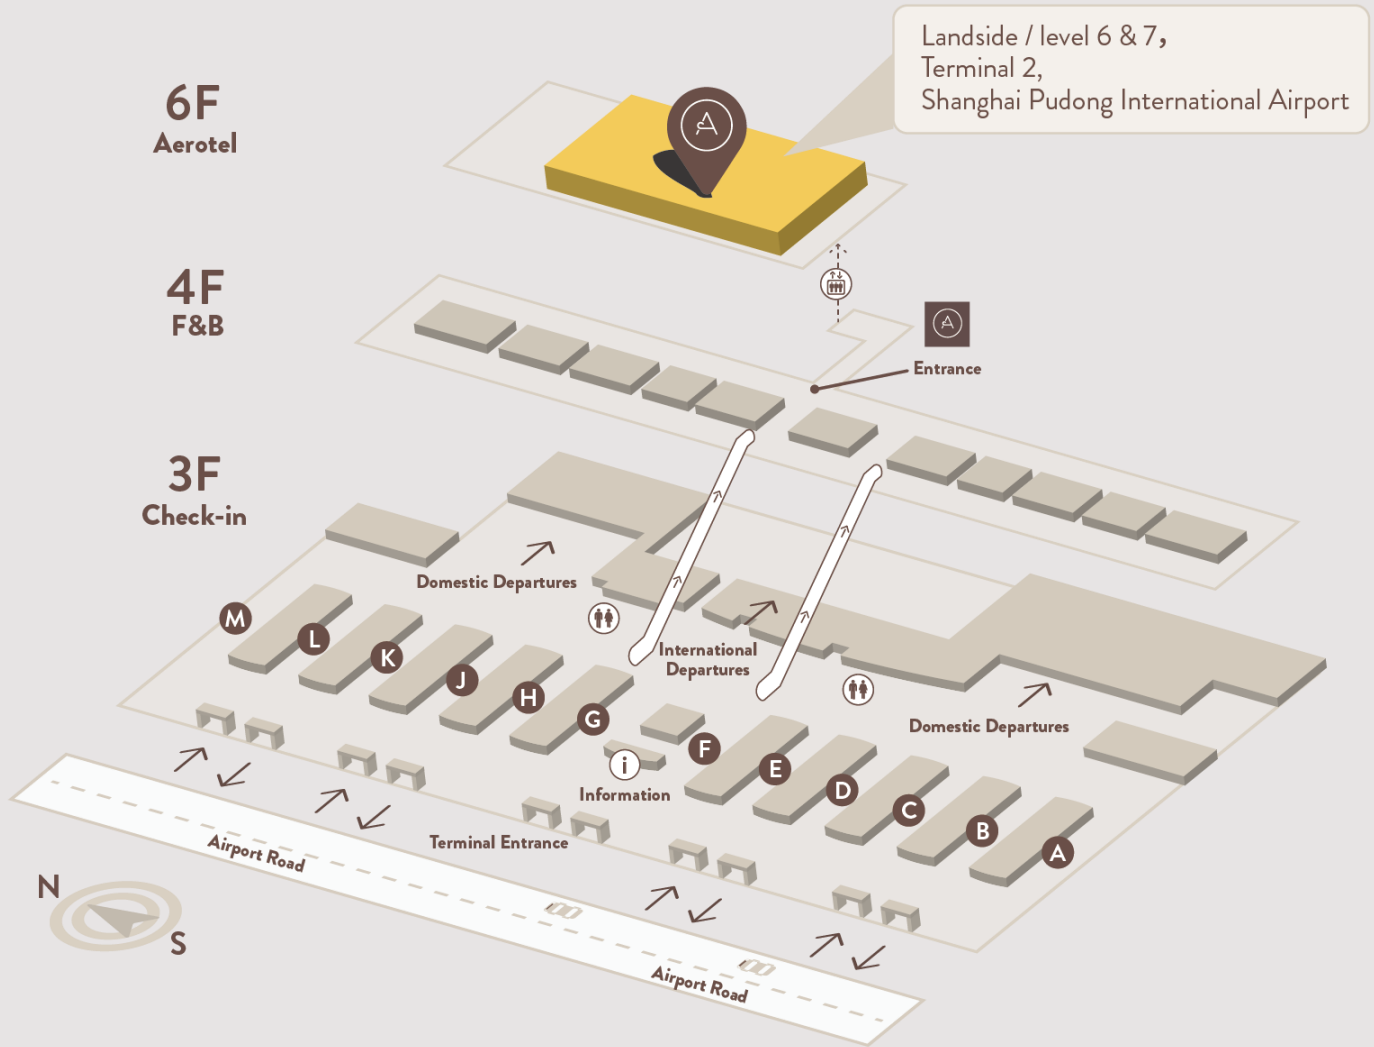 Landside / level 6 & 7,
Terminal 2,
Shanghai Pudong International Airport
6F
Aerotel
4F
F&B
Entrance
3F
Check-in
Domestic Departures
International
Departures
Domestic Departures
M
L
K
J
H
G
F
E
D
C
B
A
i
Information
Terminal Entrance
Airport Road
Airport Road
N
S